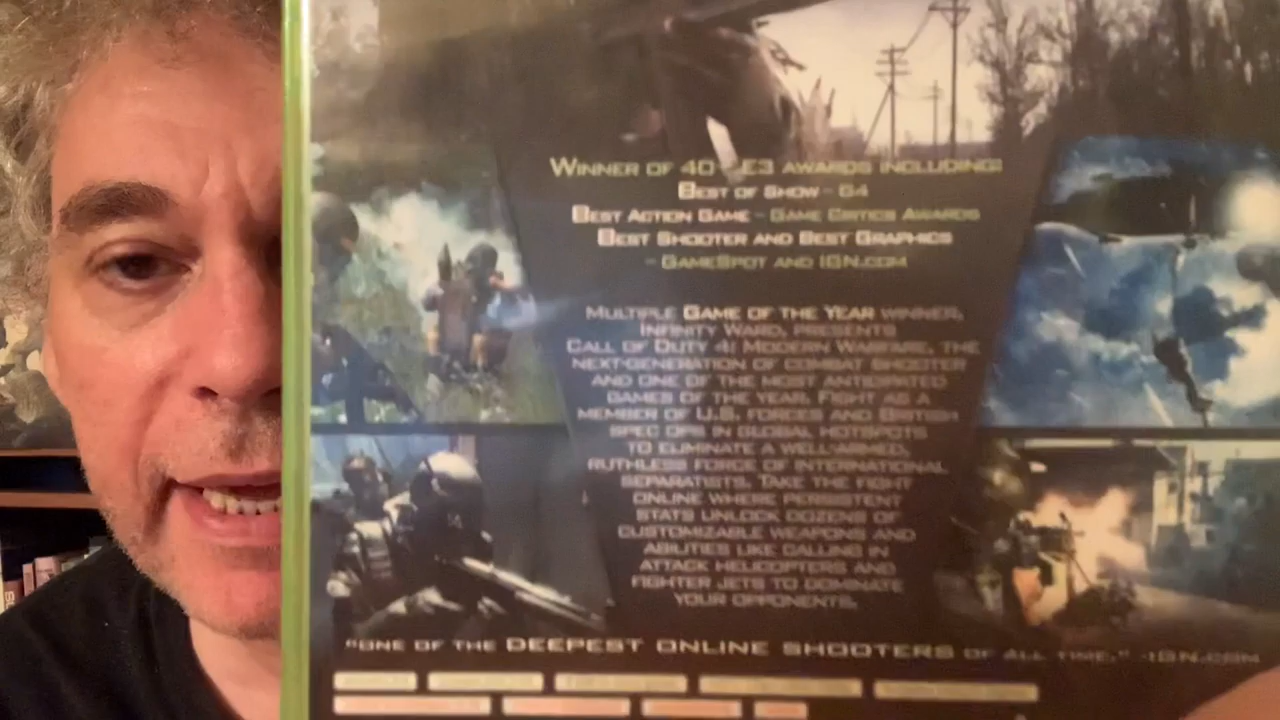 WINNER OF 40 E3 AWARDS INCLUDING:
BEST OF SHOW - G4
BEST ACTION GAME - GAME CRITICS AWARDS
BEST SHOOTER AND BEST GRAPHICS
- GAMESPOT AND IGN.COM
MULTIPLE GAME OF THE YEAR WINNER,
INFINITY WARD, PRESENTS
CALL OF DUTY 4: MODERN WARFARE, THE
NEXT-GENERATION OF COMBAT SHOOTER
AND ONE OF THE MOST ANTICIPATED
GAMES OF THE YEAR. FIGHT AS A
MEMBER OF U.S. FORCES AND BRITISH
SPEC OPS IN GLOBAL HOTSPOTS
TO ELIMINATE A WELL-ARMED,
RUTHLESS FORCE OF INTERNATIONAL
SEPARATISTS. TAKE THE FIGHT
ONLINE WHERE PERSISTENT
STATS UNLOCK DOZENS OF
CUSTOMIZABLE WEAPONS AND
ABILITIES LIKE CALLING IN
ATTACK HELICOPTERS AND
FIGHTER JETS TO DOMINATE
YOUR OPPONENTS.
"ONE OF THE DEEPEST ONLINE SHOOTERS OF ALL TIME." -IGN.COM